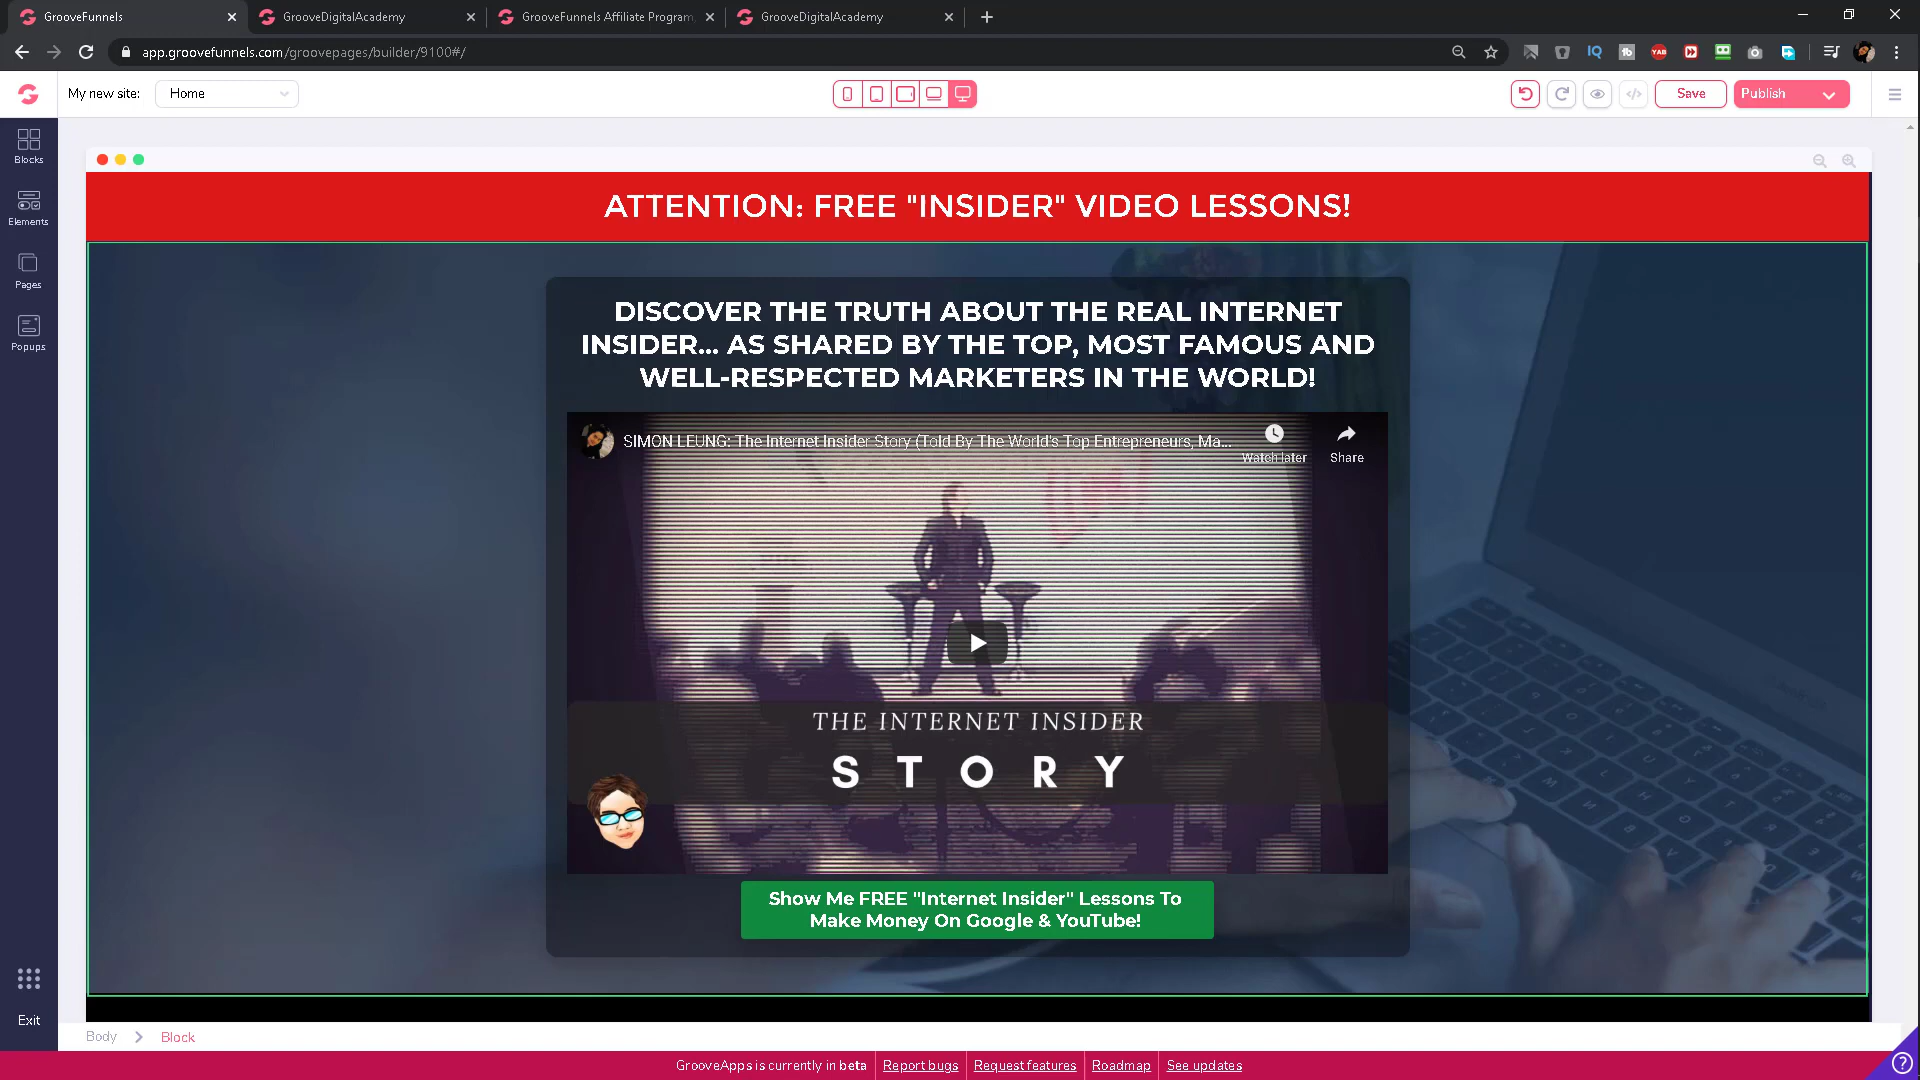 GrooveFunnels
GrooveDigitalAcademy
GrooveFunnels Affiliate Program,
GrooveDigitalAcademy
app.groovefunnels.com/groovepages/builder/9100#/
IQ
tb
YAB
My new site:
Home
Save
Publish
Blocks
Elements
Pages
Popups
Exit
ATTENTION: FREE "INSIDER" VIDEO LESSONS!
DISCOVER THE TRUTH ABOUT THE REAL INTERNET
INSIDER... AS SHARED BY THE TOP, MOST FAMOUS AND
WELL-RESPECTED MARKETERS IN THE WORLD!
SIMON LEUNG: The Internet Insider Story (Told By The World's Top Entrepreneurs, Ma...
Watch later
Share
THE INTERNET INSIDER
STORY
Show Me FREE "Internet Insider" Lessons To
Make Money On Google & YouTube!
Body
Block
GrooveApps is currently in beta
Report bugs
Request features
Roadmap
See updates